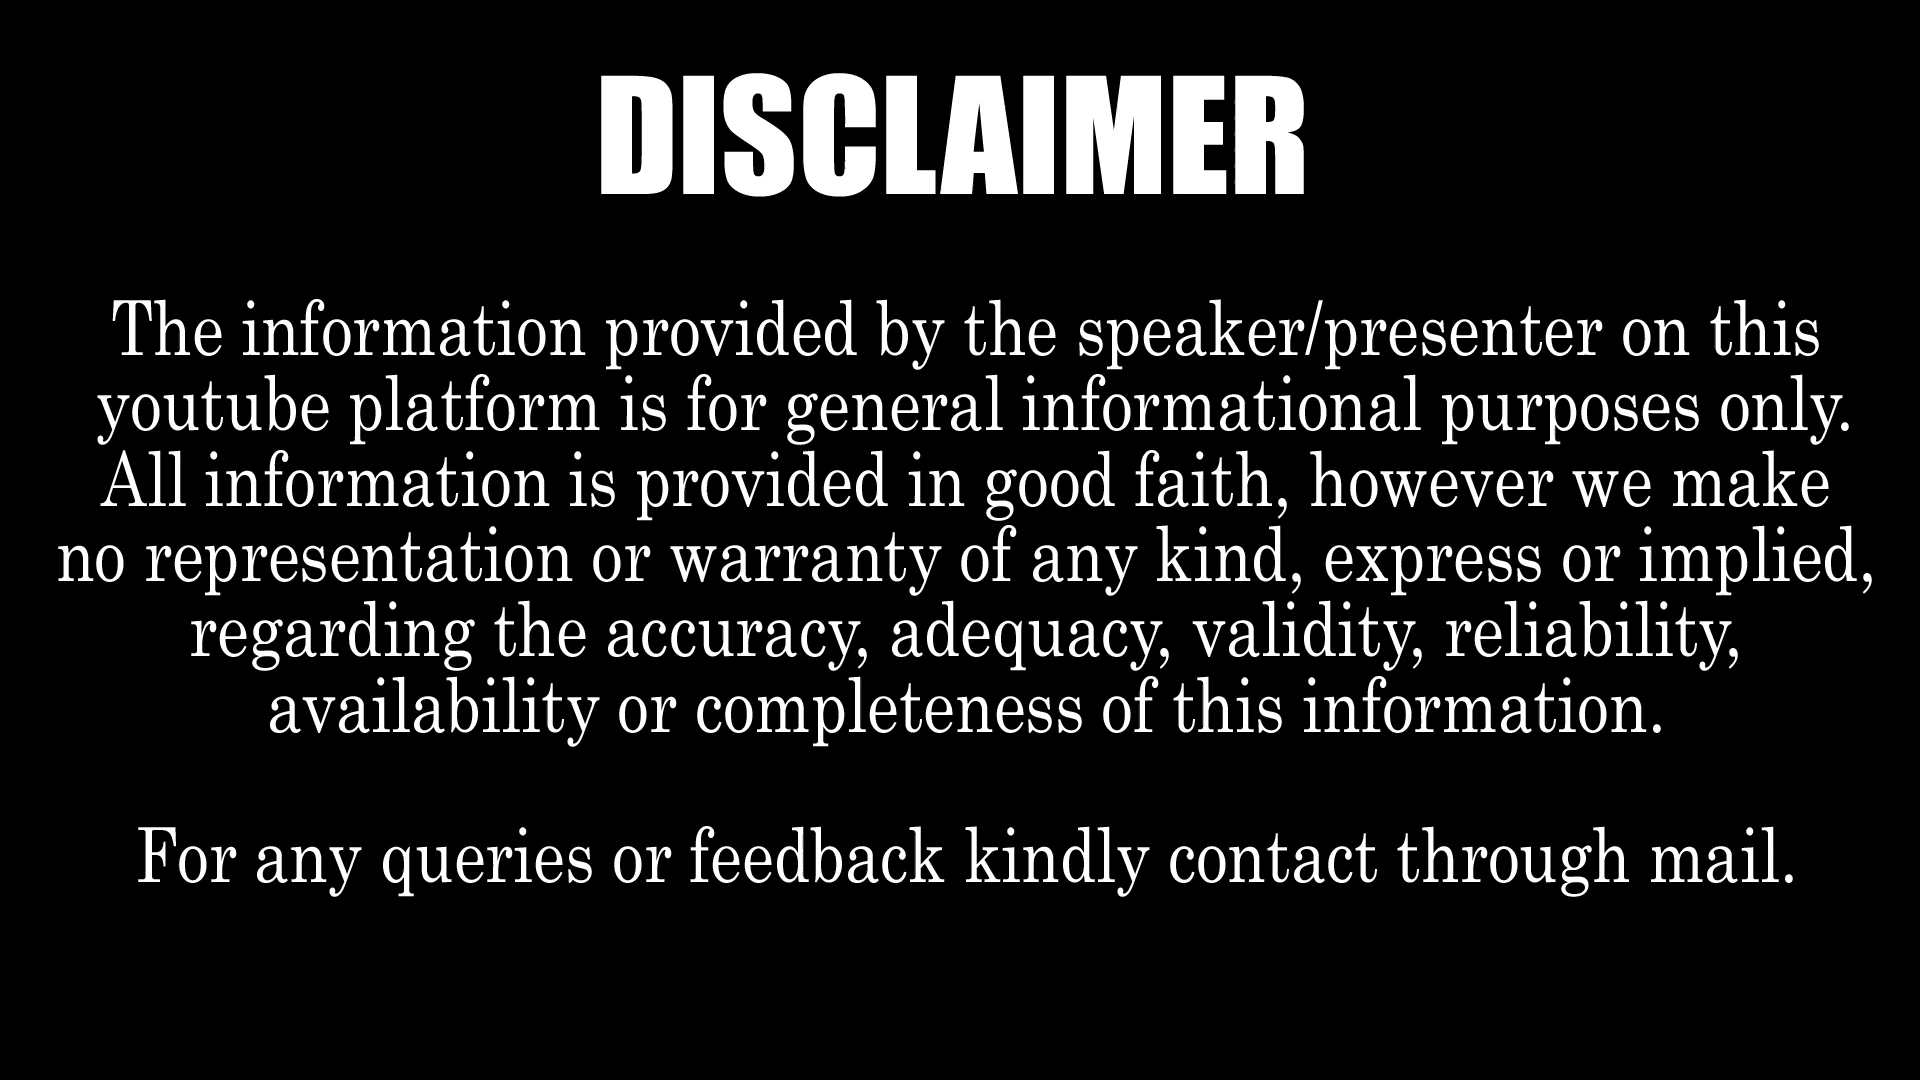 DISCLAIMER
The information provided by the speaker/presenter on this
youtube platform is for general informational purposes only.
All information is provided in good faith, however we make
no representation or warranty of any kind, express or implied,
regarding the accuracy, adequacy, validity, reliability,
availability or completeness of this information.
For any queries or feedback kindly contact through mail.